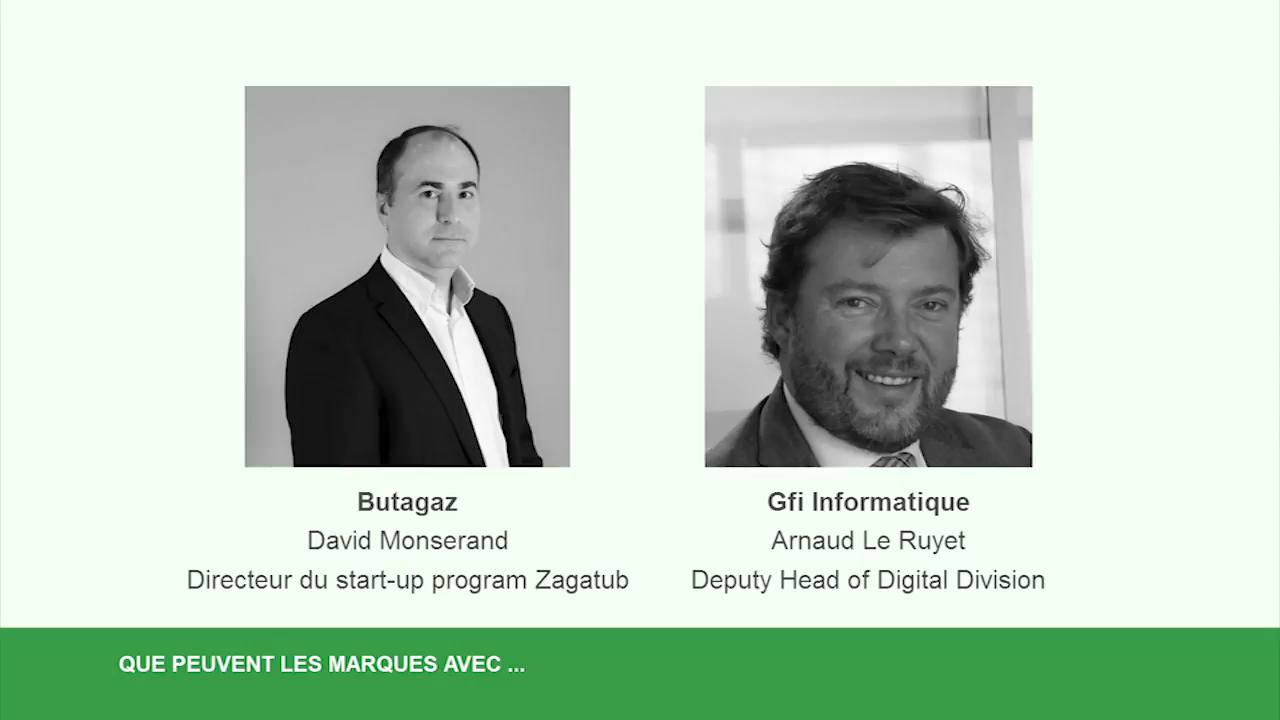 Butagaz
David Monserand
Directeur du start-up program Zagatub
Gfi Informatique
Arnaud Le Ruyet
Deputy Head of Digital Division
QUE PEUVENT LES MARQUES AVEC ...